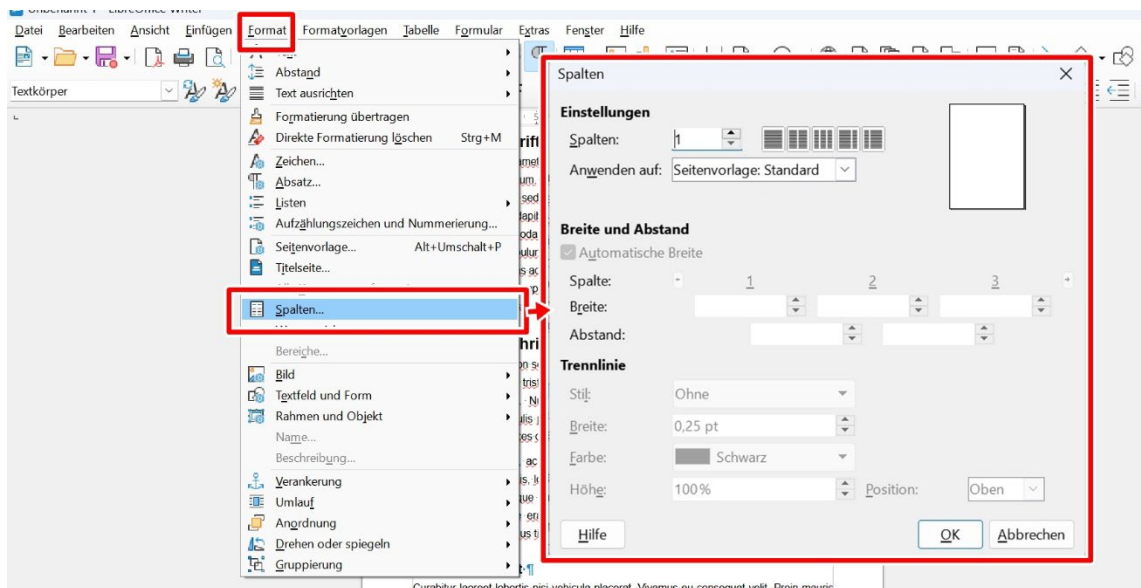 Unbenannt 1 - LibreOffice Writer
Datei Bearbeiten Ansicht Einfügen Format Formatvorlagen Tabelle Formular Extras Fenster Hilfe
Textkörper
Abstand
Text ausrichten
Formatierung übertragen
Direkte Formatierung löschen Strg+M
Zeichen...
Absatz...
Listen
Aufzählungszeichen und Nummerierung...
Seitenvorlage... Alt+Umschalt+P
Titelseite...
Spalten...
Bereiche...
Bild
Textfeld und Form
Rahmen und Objekt
Name...
Beschreibung...
Verankerung
Umlauf
Anordnung
Drehen oder spiegeln
Gruppierung
Spalten
Einstellungen
Spalten: 1
Anwenden auf: Seitenvorlage: Standard
Breite und Abstand
Automatische Breite
Spalte: 1 2 3
Breite:
Abstand:
Trennlinie
Stil: Ohne
Breite: 0,25 pt
Farbe: Schwarz
Höhe: 100% Position: Oben
Hilfe OK Abbrechen
Curabitur laoreet lobortis nisi vehicula placerat. Vivamus eu consequat velit. Proin mauris